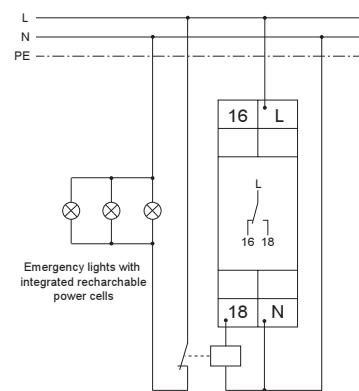 L
N
PE
16 L
L
16 18
Emergency lights with
integrated recharchable
power cells
18 N